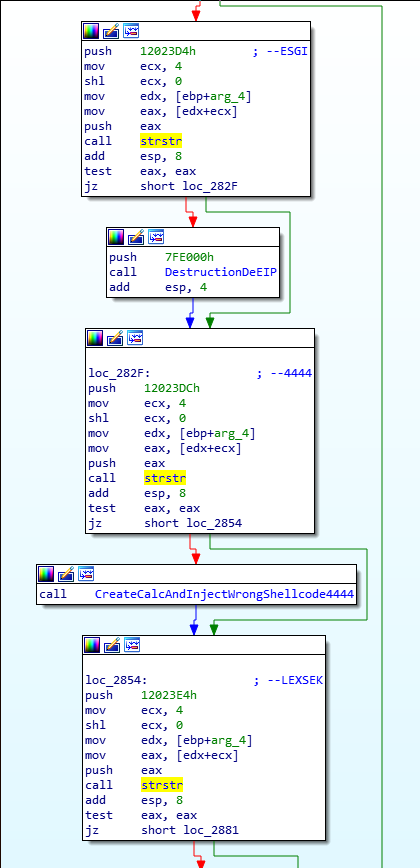 push 12023D4h ; --ESGI
mov ecx, 4
shl ecx, 0
mov edx, [ebp+arg_4]
mov eax, [edx+ecx]
push eax
call strstr
add esp, 8
test eax, eax
jz short loc_282F
push 7FE000h
call DestructionDeEIP
add esp, 4
loc_282F: ; --4444
push 12023DCh
mov ecx, 4
shl ecx, 0
mov edx, [ebp+arg_4]
mov eax, [edx+ecx]
push eax
call strstr
add esp, 8
test eax, eax
jz short loc_2854
call CreateCalcAndInjectWrongShellcode4444
loc_2854: ; --LEXSEK
push 12023E4h
mov ecx, 4
shl ecx, 0
mov edx, [ebp+arg_4]
mov eax, [edx+ecx]
push eax
call strstr
add esp, 8
test eax, eax
jz short loc_2881